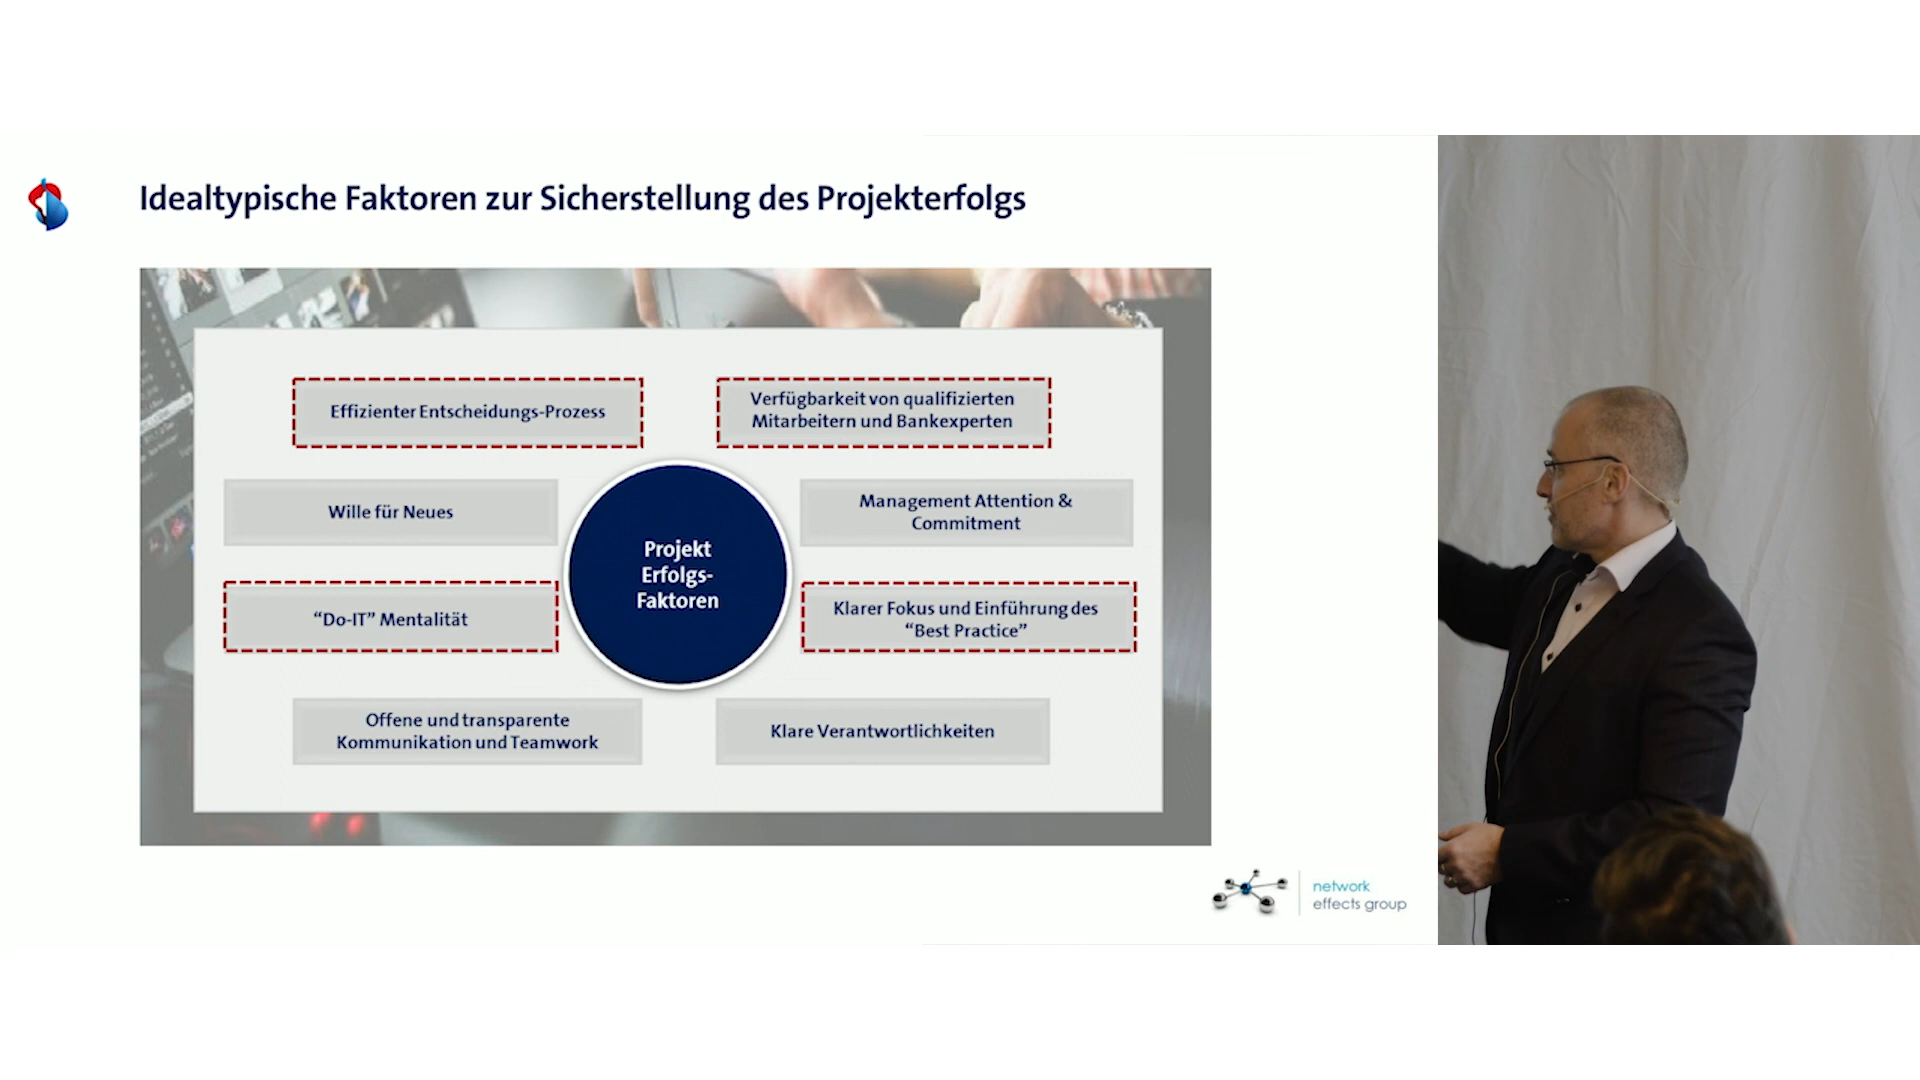 Idealtypische Faktoren zur Sicherstellung des Projekterfolgs
Effizienter Entscheidungs-Prozess
Verfügbarkeit von qualifizierten
Mitarbeitern und Bankexperten
Wille für Neues
Management Attention &
Commitment
Projekt
Erfolgs-
Faktoren
“Do-IT” Mentalität
Klarer Fokus und Einführung des
“Best Practice”
Offene und transparente
Kommunikation und Teamwork
Klare Verantwortlichkeiten
network
effects group